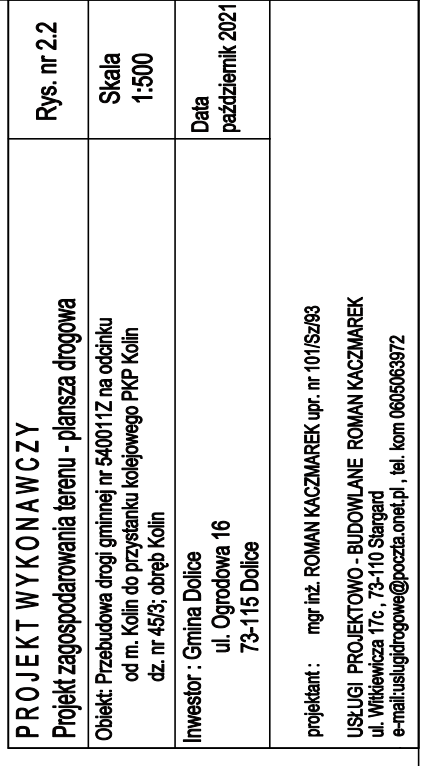 PROJEKT WYKONAWCZY
Projekt zagospodarowania terenu - plansza drogowa
Rys. nr 2.2
Obiekt: Przebudowa drogi gminnej nr 540011Z na odcinku
od m. Kolin do przystanku kolejowego PKP Kolin
dz. nr 45/3; obręb Kolin
Skala
1:500
Inwestor : Gmina Dolice
ul. Ogrodowa 16
73-115 Dolice
Data
październik 2021
projektant : mgr inż. ROMAN KACZMAREK upr. nr 101/Sz/93
USŁUGI PROJEKTOWO - BUDOWLANE ROMAN KACZMAREK
ul. Witkiewicza 17c , 73-110 Stargard
e-mail:uslugidrogowe@poczta.onet.pl , tel. kom 0605063972